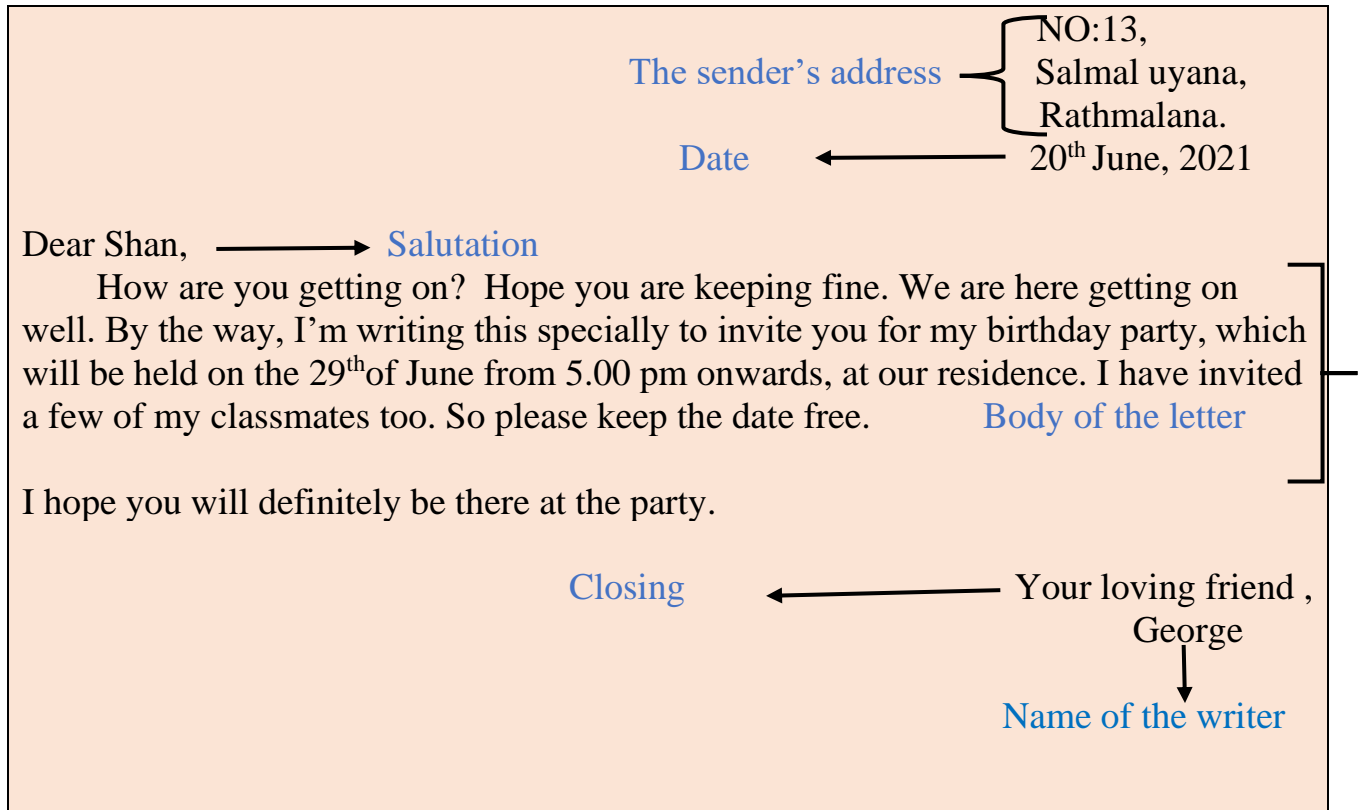 NO:13,
The sender’s address Salmal uyana,
Rathmalana.
Date 20th June, 2021
Dear Shan, Salutation
How are you getting on? Hope you are keeping fine. We are here getting on
well. By the way, I’m writing this specially to invite you for my birthday party, which
will be held on the 29thof June from 5.00 pm onwards, at our residence. I have invited
a few of my classmates too. So please keep the date free. Body of the letter
I hope you will definitely be there at the party.
Closing Your loving friend ,
George
Name of the writer